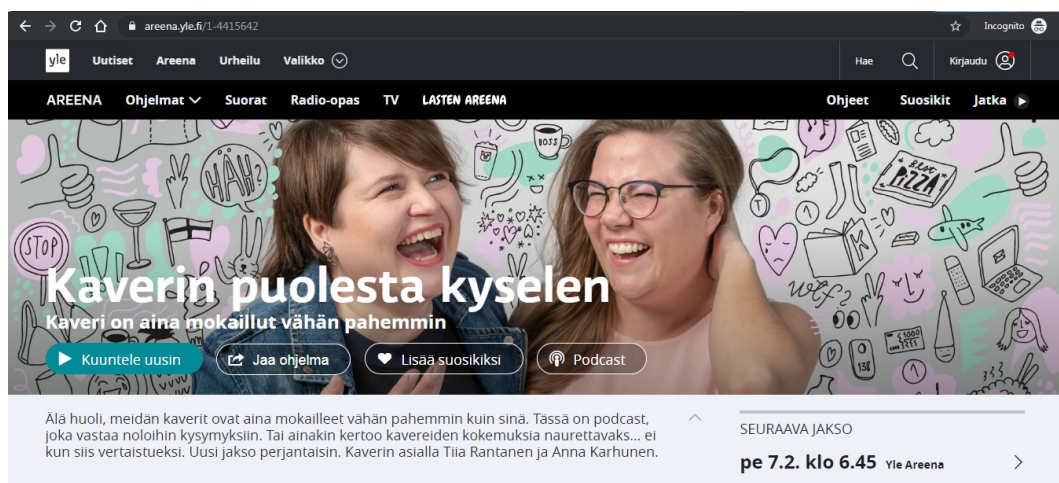 areena.yle.fi/1-4415642 Incognito
yle Uutiset Areena Urheilu Valikko Hae Kirjaudu
AREENA Ohjelmat Suorat Radio-opas TV LASTEN AREENA Ohjeet Suosikit Jatka
HÄH?
BOSS
BEST PIZZA
STOP
K
WTF?
Kaverin puolesta kyselen
Kaveri on aina mokaillut vähän pahemmin
Kuuntele uusin Jaa ohjelma Lisää suosikiksi Podcast
138
Älä huoli, meidän kaverit ovat aina mokailleet vähän pahemmin kuin sinä. Tässä on podcast,
joka vastaa noloihin kysymyksiin. Tai ainakin kertoo kavereiden kokemuksia naurettavaks... ei
kun siis vertaistueksi. Uusi jakso perjantaisin. Kaverin asialla Tiia Rantanen ja Anna Karhunen.
SEURAAVA JAKSO
pe 7.2. klo 6.45 Yle Areena